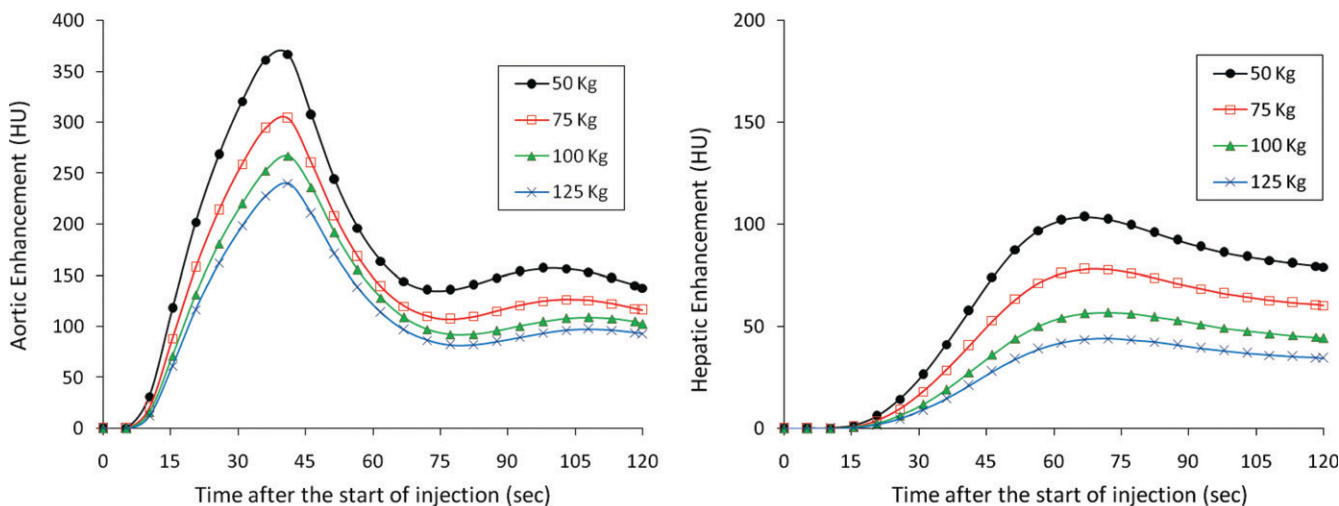 Aortic Enhancement (HU)
400
350
300
250
200
150
100
50
0
50 Kg
75 Kg
100 Kg
125 Kg
0 15 30 45 60 75 90 105 120
Time after the start of injection (sec)
Hepatic Enhancement (HU)
200
150
100
50
0
50 Kg
75 Kg
100 Kg
125 Kg
0 15 30 45 60 75 90 105 120
Time after the start of injection (sec)